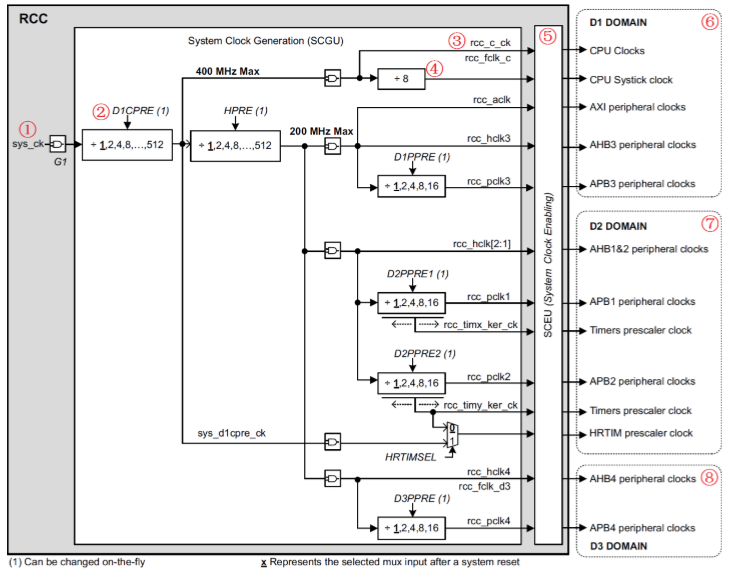 RCC
System Clock Generation (SCGU)
D1 DOMAIN
⑥
⑤
③ rcc_c_ck
CPU Clocks
rcc_fclk_c
400 MHz Max
÷ 8
④
CPU Systick clock
① 
② D1CPRE (1)
HPRE (1)
rcc_aclk
AXI peripheral clocks
200 MHz Max
sys_ck
÷ 1,2,4,8,…,512
÷ 1,2,4,8,…,512
rcc_hclk3
AHB3 peripheral clocks
G1
D1PPRE (1)
÷ 1,2,4,8,16
rcc_pclk3
APB3 peripheral clocks
D2 DOMAIN
⑦
rcc_hclk[2:1]
AHB1&2 peripheral clocks
SCEU (System Clock Enabling)
D2PPRE1 (1)
÷ 1,2,4,8,16
rcc_pclk1
APB1 peripheral clocks
rcc_timx_ker_ck
Timers prescaler clock
D2PPRE2 (1)
÷ 1,2,4,8,16
rcc_pclk2
APB2 peripheral clocks
rcc_timy_ker_ck
Timers prescaler clock
0
HRTIM prescaler clock
sys_d1cpre_ck
1
HRTIMSEL
rcc_hclk4
AHB4 peripheral clocks
⑧
rcc_fclk_d3
D3PPRE (1)
÷ 1,2,4,8,16
rcc_pclk4
APB4 peripheral clocks
D3 DOMAIN
(1) Can be changed on-the-fly
x Represents the selected mux input after a system reset